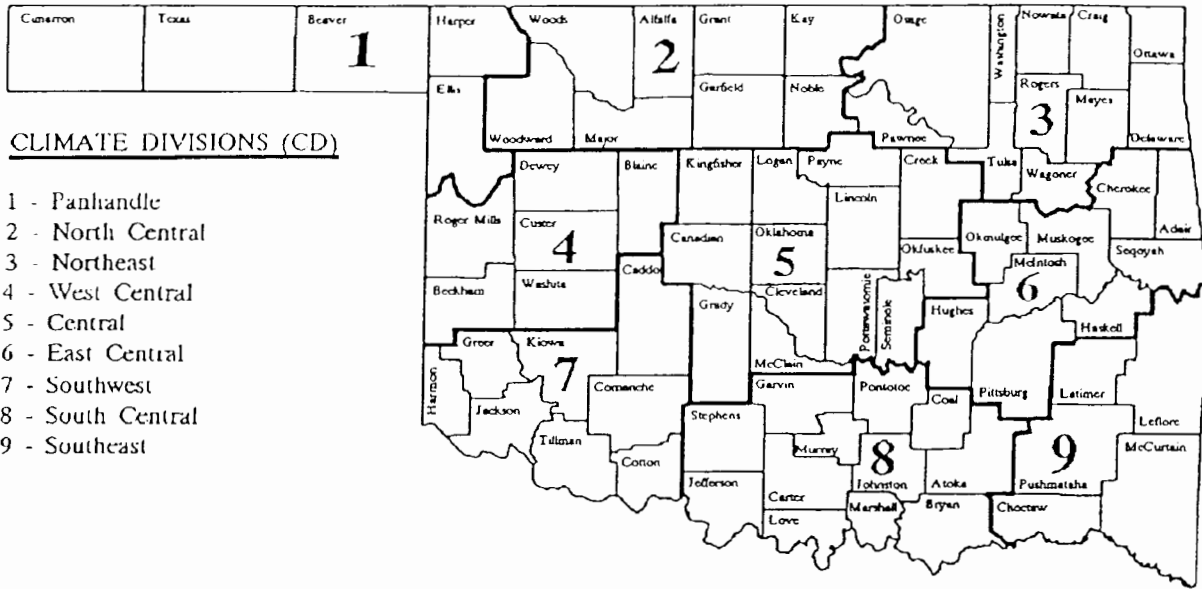 Cimarron Texas Beaver Harper Woods Alfalfa Grant Kay Osage Washington Nowata Craig
1 2
Ottawa
Ellis Garfield Noble Rogers Mayes
3
Woodward Major Pawnee Delaware
CLIMATE DIVISIONS (CD)
Dewey Blaine Kingfisher Logan Payne Creek Tulsa Wagoner Cherokee
1 - Panhandle
2 - North Central
3 - Northeast
4 - West Central
5 - Central
6 - East Central
7 - Southwest
8 - South Central
9 - Southeast
Lincoln
Roger Mills Custer Canadian Oklahoma Okfuskee Okmulgee Muskogee Adair
4 5 6
Caddo McIntosh Seqoyah
Beckham Washita Grady Cleveland Pottawatomie Seminole Hughes Haskell
Greer Kiowa McClain
7
Harmon Jackson Comanche Garvin Pontotoc Coal Pittsburg Latimer
Stephens Leflore
Tillman Cotton Murray McCurtain
8 9
Jefferson Carter Johnston Atoka Pushmataha
Love Marshall Bryan Choctaw